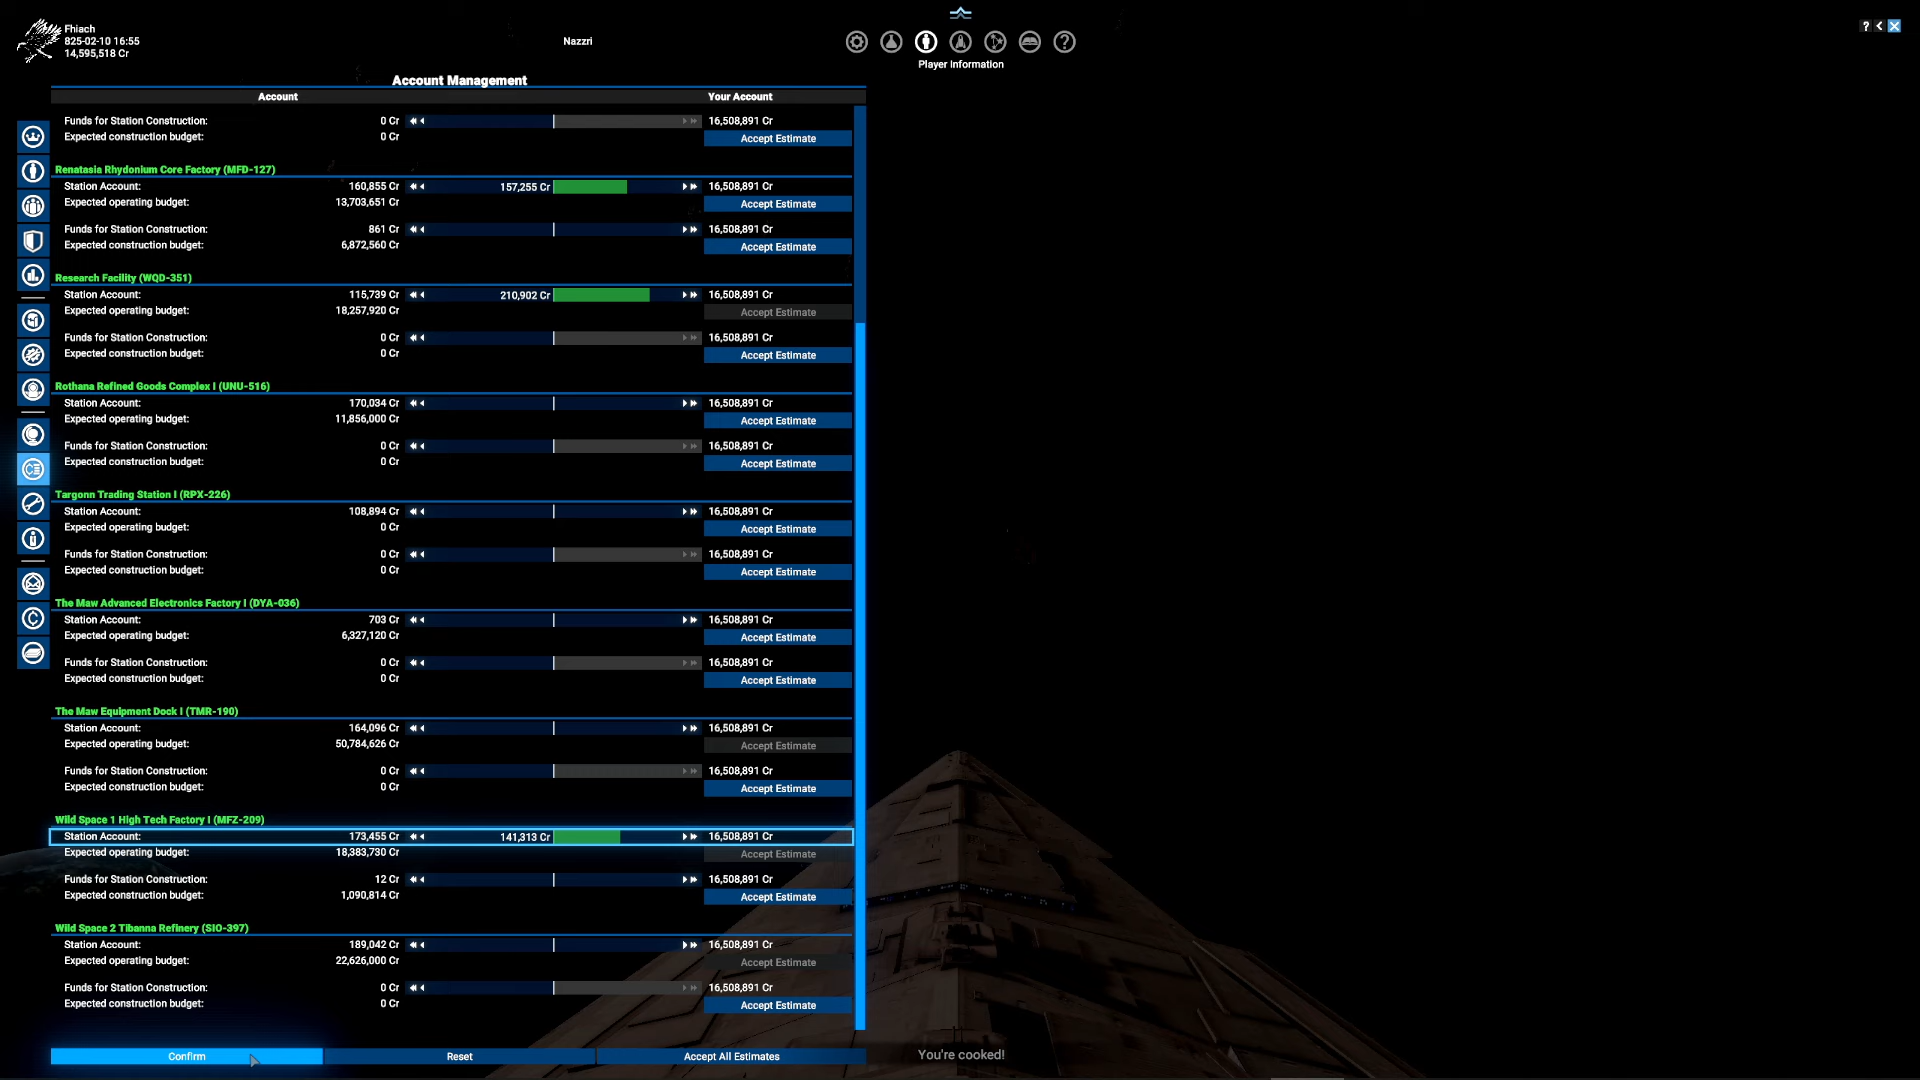 Fhiach
825-02-10 16:55
14,595,518 Cr
Nazzri
? <
Player Information
Account Management
Account Your Account
Funds for Station Construction: 0 Cr 16,508,891 Cr
Expected construction budget: 0 Cr Accept Estimate
Renatasia Rhydonium Core Factory (MFD-127)
Station Account: 160,855 Cr 157,255 Cr 16,508,891 Cr
Expected operating budget: 13,703,651 Cr Accept Estimate
Funds for Station Construction: 861 Cr 16,508,891 Cr
Expected construction budget: 6,872,560 Cr Accept Estimate
Research Facility (WQD-351)
Station Account: 115,739 Cr 210,902 Cr 16,508,891 Cr
Expected operating budget: 18,257,920 Cr Accept Estimate
Funds for Station Construction: 0 Cr 16,508,891 Cr
Expected construction budget: 0 Cr Accept Estimate
Rothana Refined Goods Complex I (UNU-516)
Station Account: 170,034 Cr 16,508,891 Cr
Expected operating budget: 11,856,000 Cr Accept Estimate
Funds for Station Construction: 0 Cr 16,508,891 Cr
Expected construction budget: 0 Cr Accept Estimate
Targonn Trading Station I (RPX-226)
Station Account: 108,894 Cr 16,508,891 Cr
Expected operating budget: 0 Cr Accept Estimate
Funds for Station Construction: 0 Cr 16,508,891 Cr
Expected construction budget: 0 Cr Accept Estimate
The Maw Advanced Electronics Factory I (DYA-036)
Station Account: 703 Cr 16,508,891 Cr
Expected operating budget: 6,327,120 Cr Accept Estimate
Funds for Station Construction: 0 Cr 16,508,891 Cr
Expected construction budget: 0 Cr Accept Estimate
The Maw Equipment Dock I (TMR-190)
Station Account: 164,096 Cr 16,508,891 Cr
Expected operating budget: 50,784,626 Cr Accept Estimate
Funds for Station Construction: 0 Cr 16,508,891 Cr
Expected construction budget: 0 Cr Accept Estimate
Wild Space 1 High Tech Factory I (MFZ-209)
Station Account: 173,455 Cr 141,313 Cr 16,508,891 Cr
Expected operating budget: 18,383,730 Cr Accept Estimate
Funds for Station Construction: 12 Cr 16,508,891 Cr
Expected construction budget: 1,090,814 Cr Accept Estimate
Wild Space 2 Tibanna Refinery (SIO-397)
Station Account: 189,042 Cr 16,508,891 Cr
Expected operating budget: 22,626,000 Cr Accept Estimate
Funds for Station Construction: 0 Cr 16,508,891 Cr
Expected construction budget: 0 Cr Accept Estimate
Confirm Reset Accept All Estimates You're cooked!